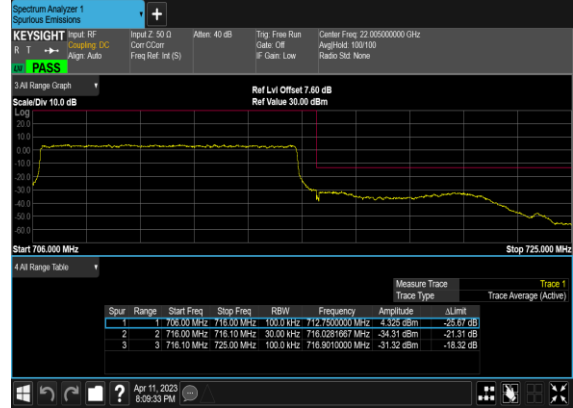 Spectrum Analyzer 1
Spurious Emissions
KEYSIGHT Input: RF Input Z: 50 Ω Atten: 40 dB Trig: Free Run Center Freq: 22.005000000 GHz
R T Coupling: DC Corr CCorr Gate: Off Avg|Hold: 100/100
Align: Auto Freq Ref: Int (S) IF Gain: Low Radio Std: None
PASS
3 All Range Graph
Ref Lvl Offset 7.60 dB
Scale/Div 10.0 dB Ref Value 30.00 dBm
Log
20.0
10.0
0.00
-10.0
-20.0
-30.0
-40.0
-50.0
-60.0
Start 706.000 MHz Stop 725.000 MHz
4 All Range Table
Measure Trace Trace 1
Trace Type Trace Average (Active)
Spur Range Start Freq Stop Freq RBW Frequency Amplitude ΔLimit
1 1 706.00 MHz 716.00 MHz 100.0 kHz 712.7500000 MHz 4.325 dBm -25.67 dB
2 2 716.00 MHz 716.10 MHz 30.00 kHz 716.0281667 MHz -34.31 dBm -21.31 dB
3 3 716.10 MHz 725.00 MHz 100.0 kHz 716.9010000 MHz -31.32 dBm -18.32 dB
? Apr 11, 2023
8:09:33 PM